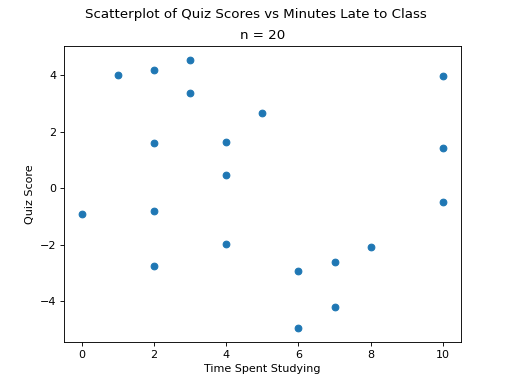 Scatterplot of Quiz Scores vs Minutes Late to Class
n = 20
4
2
0
−2
−4
Quiz Score
0 2 4 6 8 10
Time Spent Studying